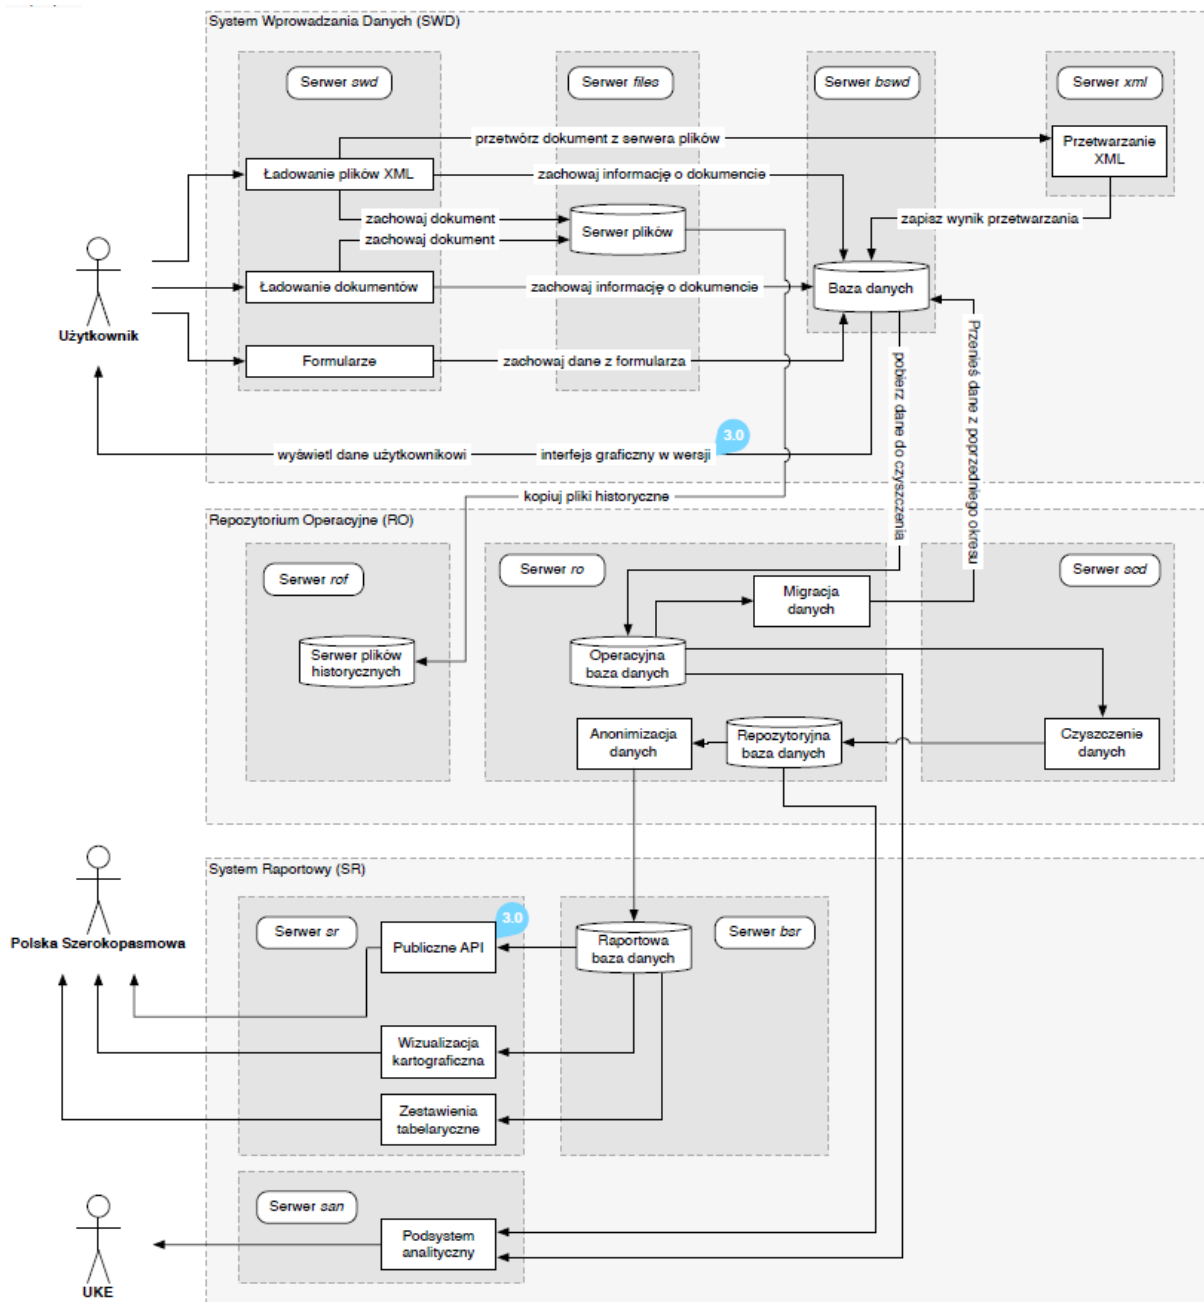 System Wprowadzania Danych (SWD)
Serwer swd
Serwer files
Serwer bswd
Serwer xml
przetwórz dokument z serwera plików
Przetwarzanie
XML
Ładowanie plików XML
zachowaj informację o dokumencie
zachowaj dokument
zachowaj dokument
Serwer plików
zapisz wynik przetwarzania
Ładowanie dokumentów
zachowaj informację o dokumencie
Baza danych
Użytkownik
Formularze
zachowaj dane z formularza
pobierz dane do czyszczenia
Przenieś dane z poprzedniego okresu
3.0
wyświetl dane użytkownikowi
interfejs graficzny w wersji
kopiuj pliki historyczne
Repozytorium Operacyjne (RO)
Serwer rof
Serwer ro
Serwer scd
Migracja
danych
Serwer plików
historycznych
Operacyjna
baza danych
Anonimizacja
danych
Repozytoryjna
baza danych
Czyszczenie
danych
System Raportowy (SR)
Serwer sr
3.0
Publiczne API
Raportowa
baza danych
Serwer bsr
Polska Szerokopasmowa
Wizualizacja
kartograficzna
Zestawienia
tabelaryczne
Serwer san
Podsystem
analityczny
UKE